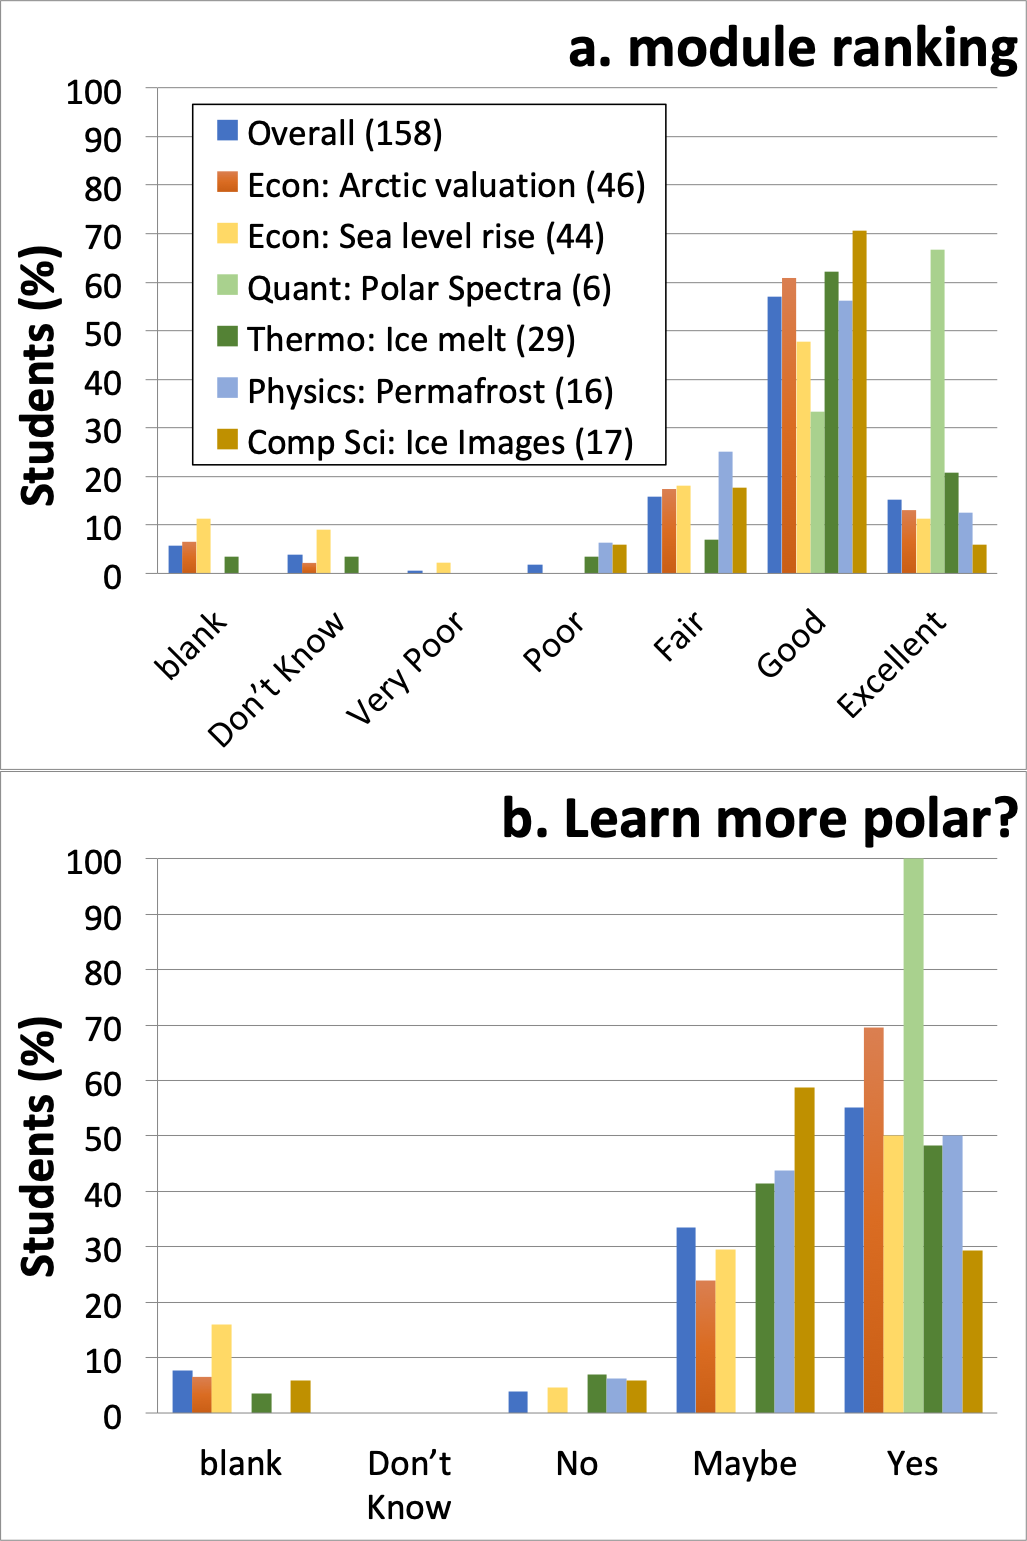 a. module ranking
Students (%)
100
90
80
70
60
50
40
30
20
10
0
Overall (158)
Econ: Arctic valuation (46)
Econ: Sea level rise (44)
Quant: Polar Spectra (6)
Thermo: Ice melt (29)
Physics: Permafrost (16)
Comp Sci: Ice Images (17)
blank
Don’t Know
Very Poor
Poor
Fair
Good
Excellent
b. Learn more polar?
Students (%)
100
90
80
70
60
50
40
30
20
10
0
blank
Don’t
Know
No
Maybe
Yes